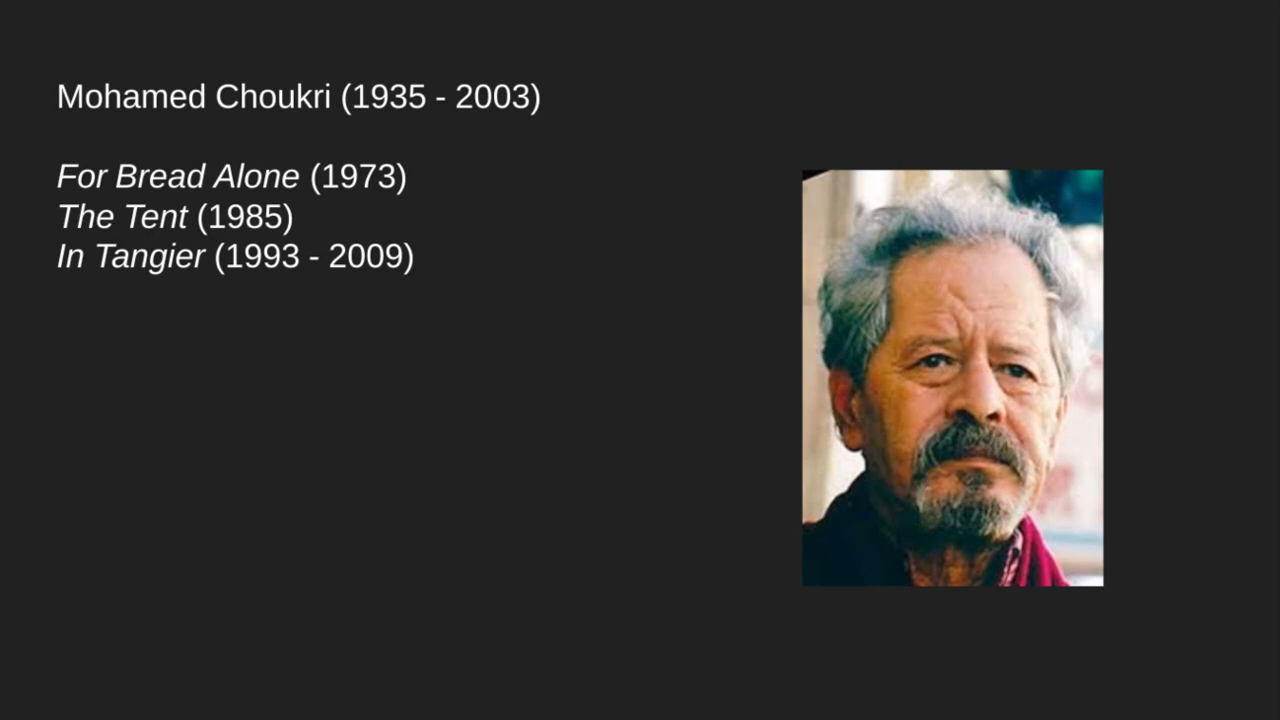 Mohamed Choukri (1935 - 2003)
For Bread Alone (1973)
The Tent (1985)
In Tangier (1993 - 2009)